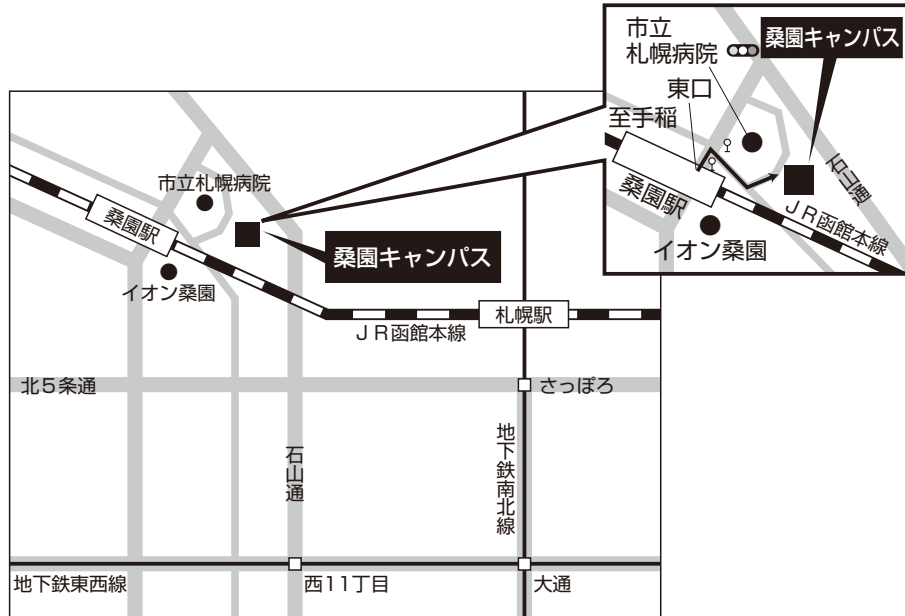 市立
札幌病院
桑園キャンパス
東口
至手稲
桑園駅
石山通
ＪＲ函館本線
イオン桑園
市立札幌病院
桑園駅
桑園キャンパス
イオン桑園
札幌駅
ＪＲ函館本線
北５条通
さっぽろ
石山通
地下鉄南北線
地下鉄東西線
西１１丁目
大通